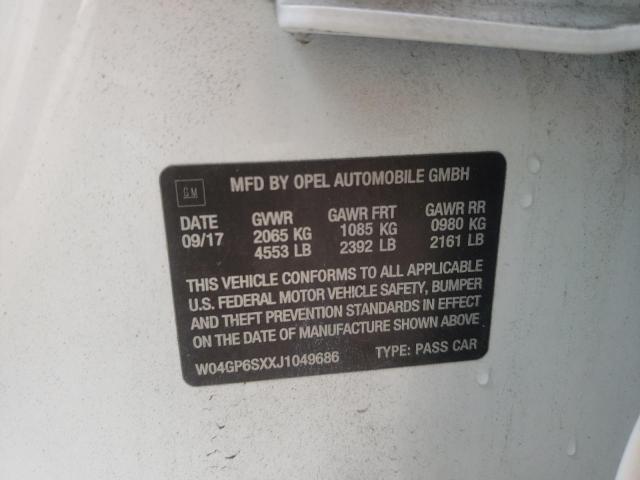 GM
MFD BY OPEL AUTOMOBILE GMBH
DATE GVWR GAWR FRT GAWR RR
09/17 2065 KG 1085 KG 0980 KG
4553 LB 2392 LB 2161 LB
THIS VEHICLE CONFORMS TO ALL APPLICABLE
U.S. FEDERAL MOTOR VEHICLE SAFETY, BUMPER
AND THEFT PREVENTION STANDARDS IN EFFECT
ON THE DATE OF MANUFACTURE SHOWN ABOVE
W04GP6SXXJ1049686 TYPE: PASS CAR